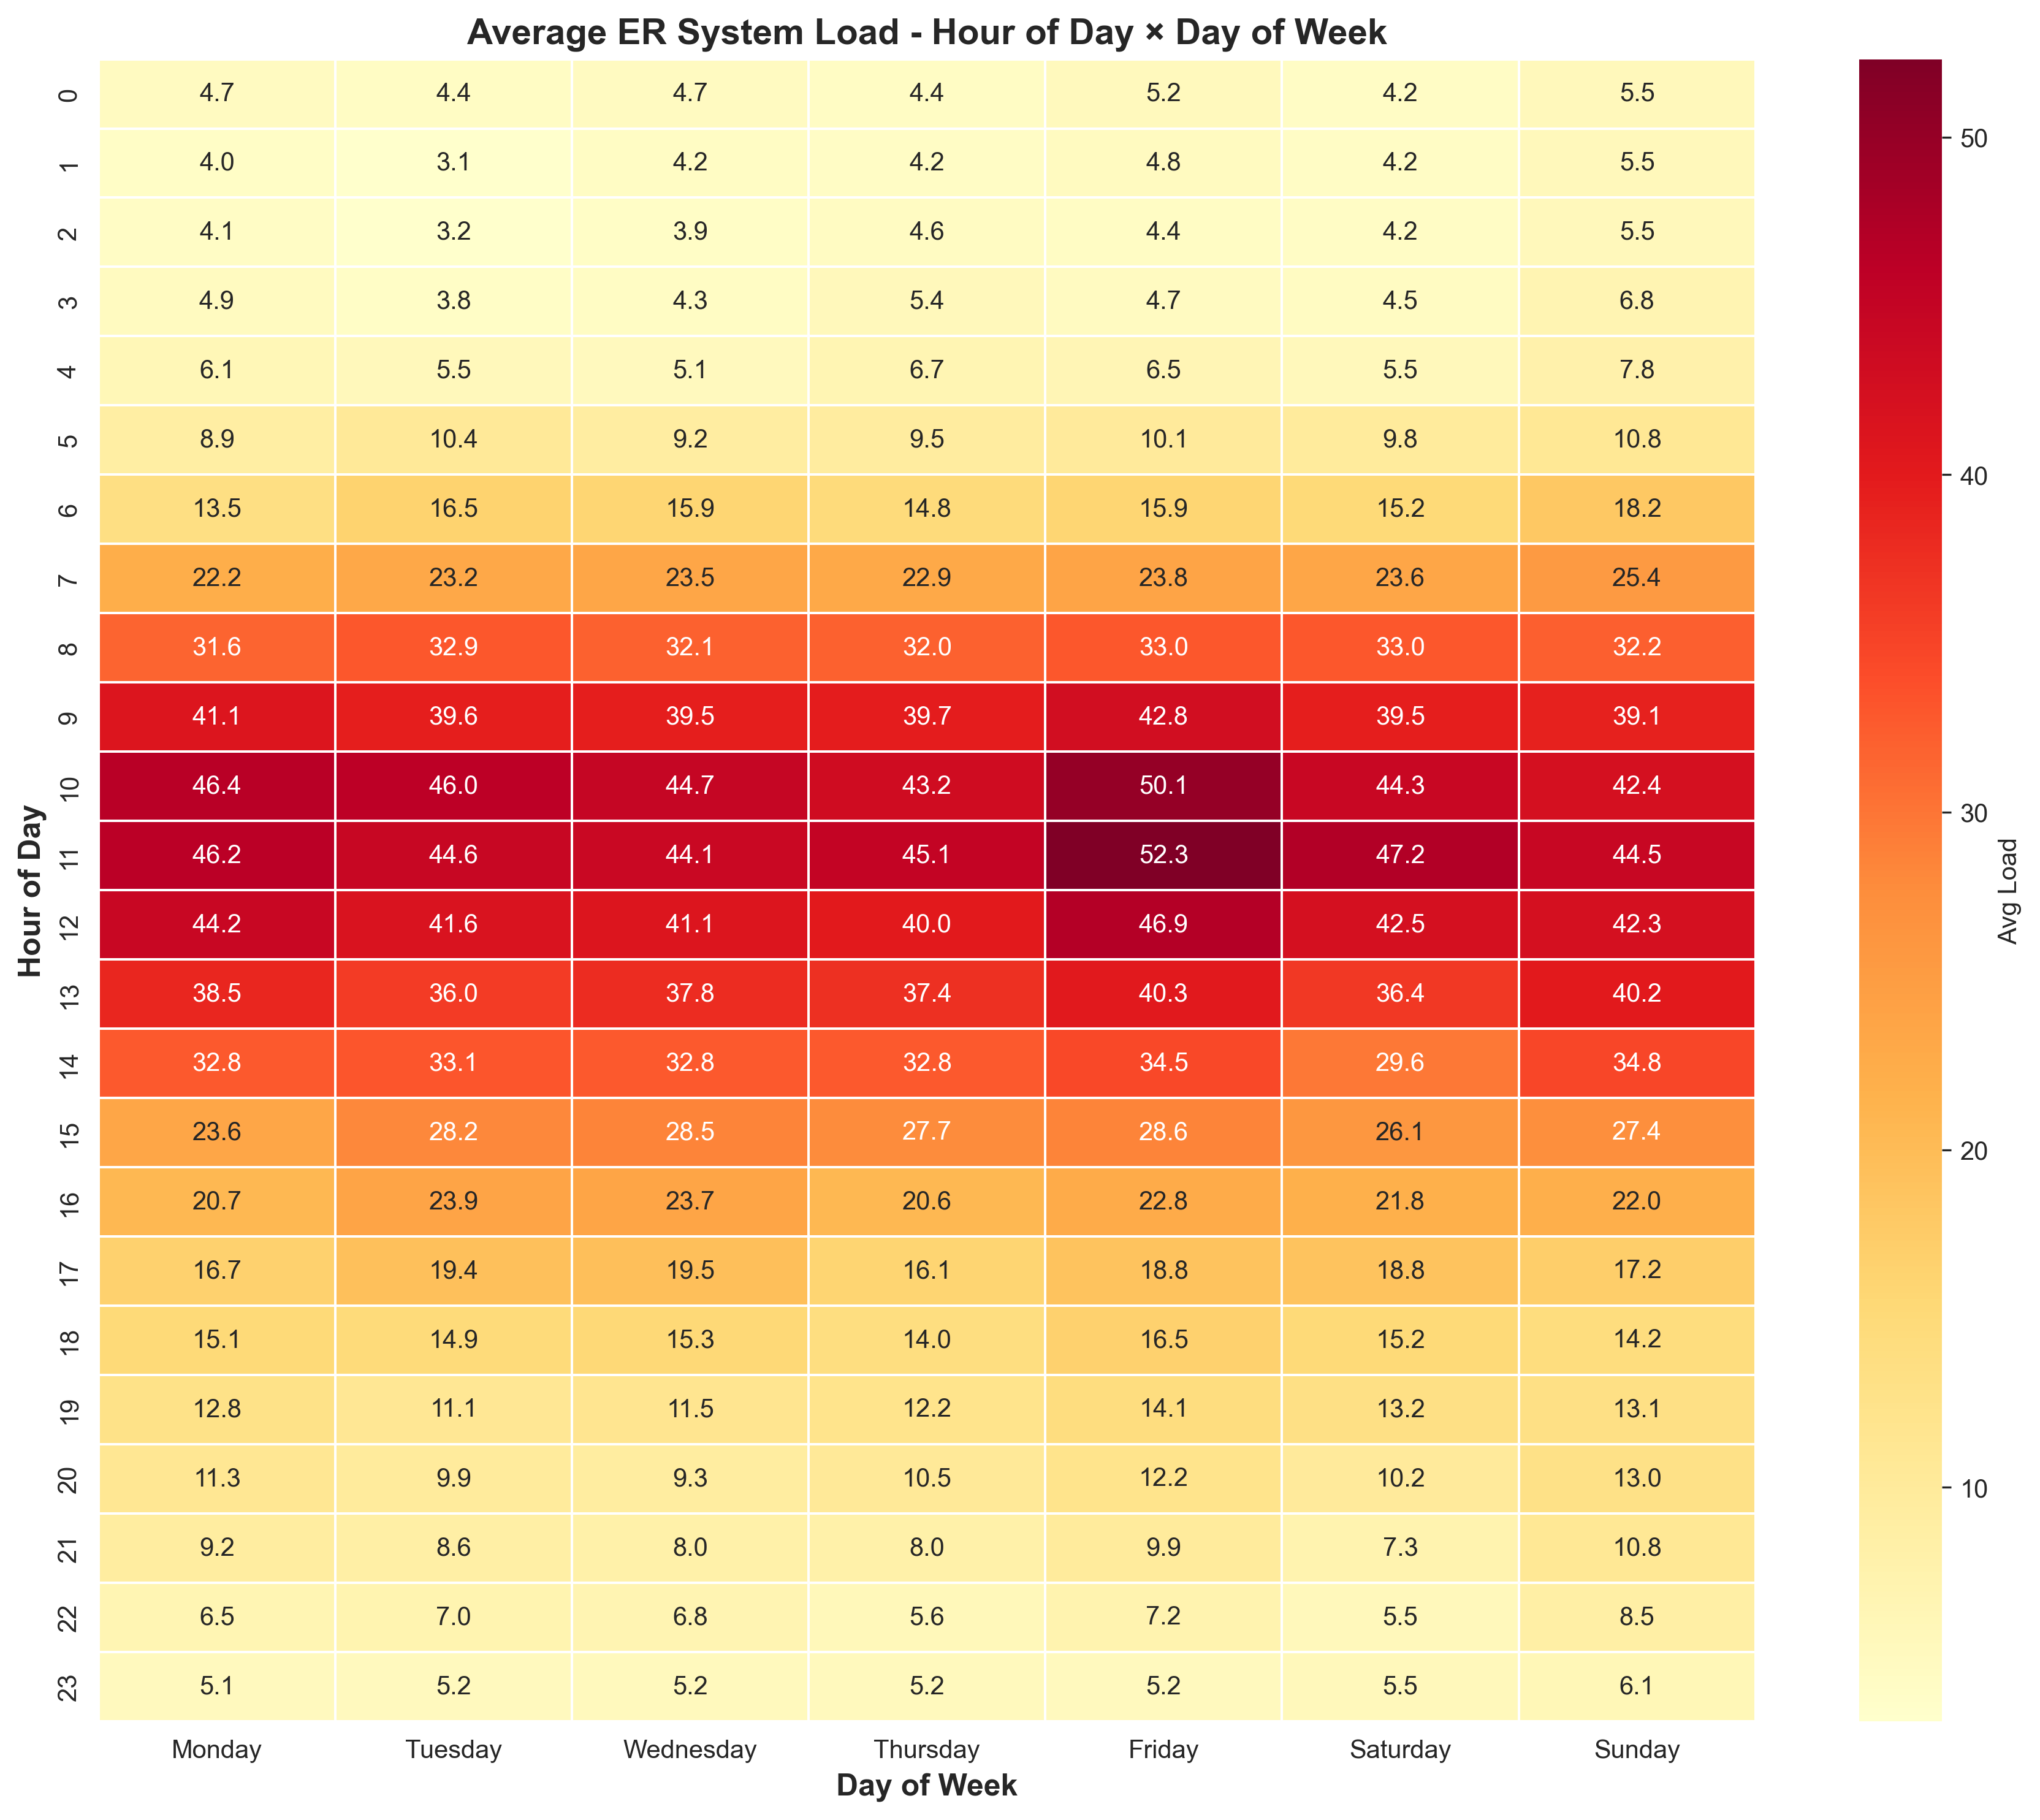 Average ER System Load - Hour of Day × Day of Week
0 4.7 4.4 4.7 4.4 5.2 4.2 5.5
1 4.0 3.1 4.2 4.2 4.8 4.2 5.5
2 4.1 3.2 3.9 4.6 4.4 4.2 5.5
3 4.9 3.8 4.3 5.4 4.7 4.5 6.8
4 6.1 5.5 5.1 6.7 6.5 5.5 7.8
5 8.9 10.4 9.2 9.5 10.1 9.8 10.8
6 13.5 16.5 15.9 14.8 15.9 15.2 18.2
7 22.2 23.2 23.5 22.9 23.8 23.6 25.4
8 31.6 32.9 32.1 32.0 33.0 33.0 32.2
9 41.1 39.6 39.5 39.7 42.8 39.5 39.1
10 46.4 46.0 44.7 43.2 50.1 44.3 42.4
11 46.2 44.6 44.1 45.1 52.3 47.2 44.5
12 44.2 41.6 41.1 40.0 46.9 42.5 42.3
13 38.5 36.0 37.8 37.4 40.3 36.4 40.2
14 32.8 33.1 32.8 32.8 34.5 29.6 34.8
15 23.6 28.2 28.5 27.7 28.6 26.1 27.4
16 20.7 23.9 23.7 20.6 22.8 21.8 22.0
17 16.7 19.4 19.5 16.1 18.8 18.8 17.2
18 15.1 14.9 15.3 14.0 16.5 15.2 14.2
19 12.8 11.1 11.5 12.2 14.1 13.2 13.1
20 11.3 9.9 9.3 10.5 12.2 10.2 13.0
21 9.2 8.6 8.0 8.0 9.9 7.3 10.8
22 6.5 7.0 6.8 5.6 7.2 5.5 8.5
23 5.1 5.2 5.2 5.2 5.2 5.5 6.1
Monday Tuesday Wednesday Thursday Friday Saturday Sunday
Day of Week
Hour of Day
50
40
30
20
10
Avg Load